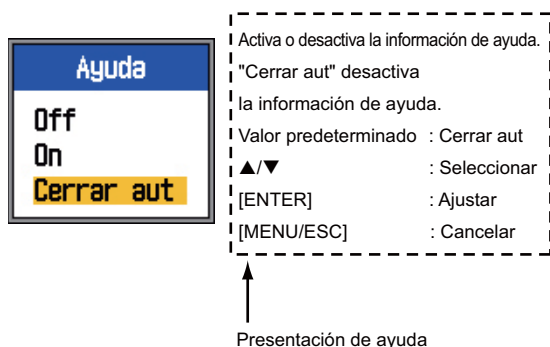 Ayuda
Off
On
Cerrar aut
Activa o desactiva la información de ayuda.
"Cerrar aut" desactiva
la información de ayuda.
Valor predeterminado : Cerrar aut
▲/▼ : Seleccionar
[ENTER] : Ajustar
[MENU/ESC] : Cancelar
Presentación de ayuda